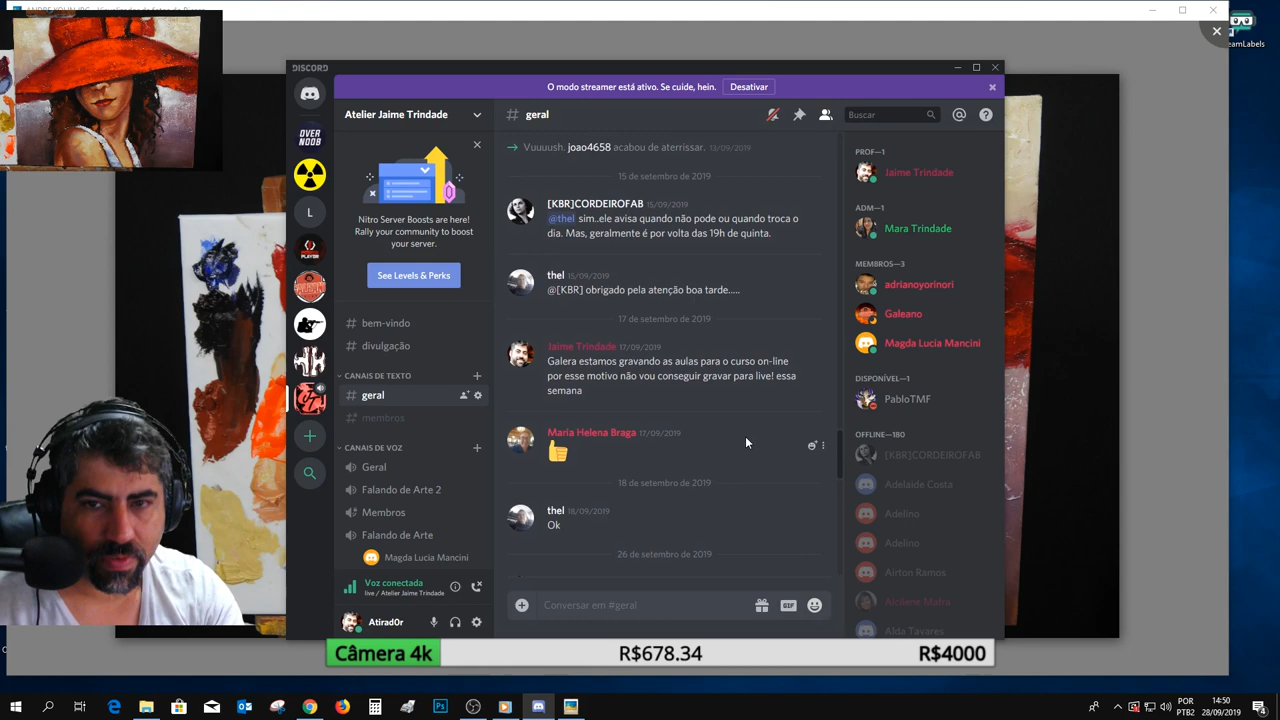 DISCORD
O modo streamer está ativo. Se cuide, hein.
Desativar
Atelier Jaime Trindade
# geral
Buscar
Nitro Server Boosts are here!
Rally your community to
boost your server.
See Levels & Perks
# bem-vindo
# divulgação
CANAIS DE TEXTO
# geral
# membros
CANAIS DE VOZ
Geral
Falando de Arte 2
Membros
Falando de Arte
Magda Lucia Mancini
Voz conectada
live / Atelier Jaime Trindade
Atirad0r
OVER
NOOB
L
Vuuuush. joao4658 acabou de aterrissar. 13/09/2019
15 de setembro de 2019
[KBR]CORDEIROFAB 15/09/2019
@thel sim..ele avisa quando não pode ou quando troca o
dia. Mas, geralmente é por volta das 19h de quinta.
thel 15/09/2019
@[KBR] obrigado pela atenção boa tarde.....
17 de setembro de 2019
Jaime Trindade 17/09/2019
Galera estamos gravando as aulas para o curso on-line
por esse motivo não vou conseguir gravar para live! essa
semana
Maria Helena Braga 17/09/2019
18 de setembro de 2019
thel 18/09/2019
Ok
26 de setembro de 2019
Conversar em #geral
GIF
PROF—1
Jaime Trindade
ADM—1
Mara Trindade
MEMBROS—3
adrianoyorinori
Galeano
Magda Lucia Mancini
DISPONÍVEL—1
PabloTMF
OFFLINE—180
[KBR]CORDEIROFAB
Adelaide Costa
Adelino
Adelino
Airton Ramos
Alcilene Mafra
Alda Tavares
Câmera 4k
R$678.34
R$4000
eamLabels
Ps
POR
PTB2
14:50
28/09/2019
4